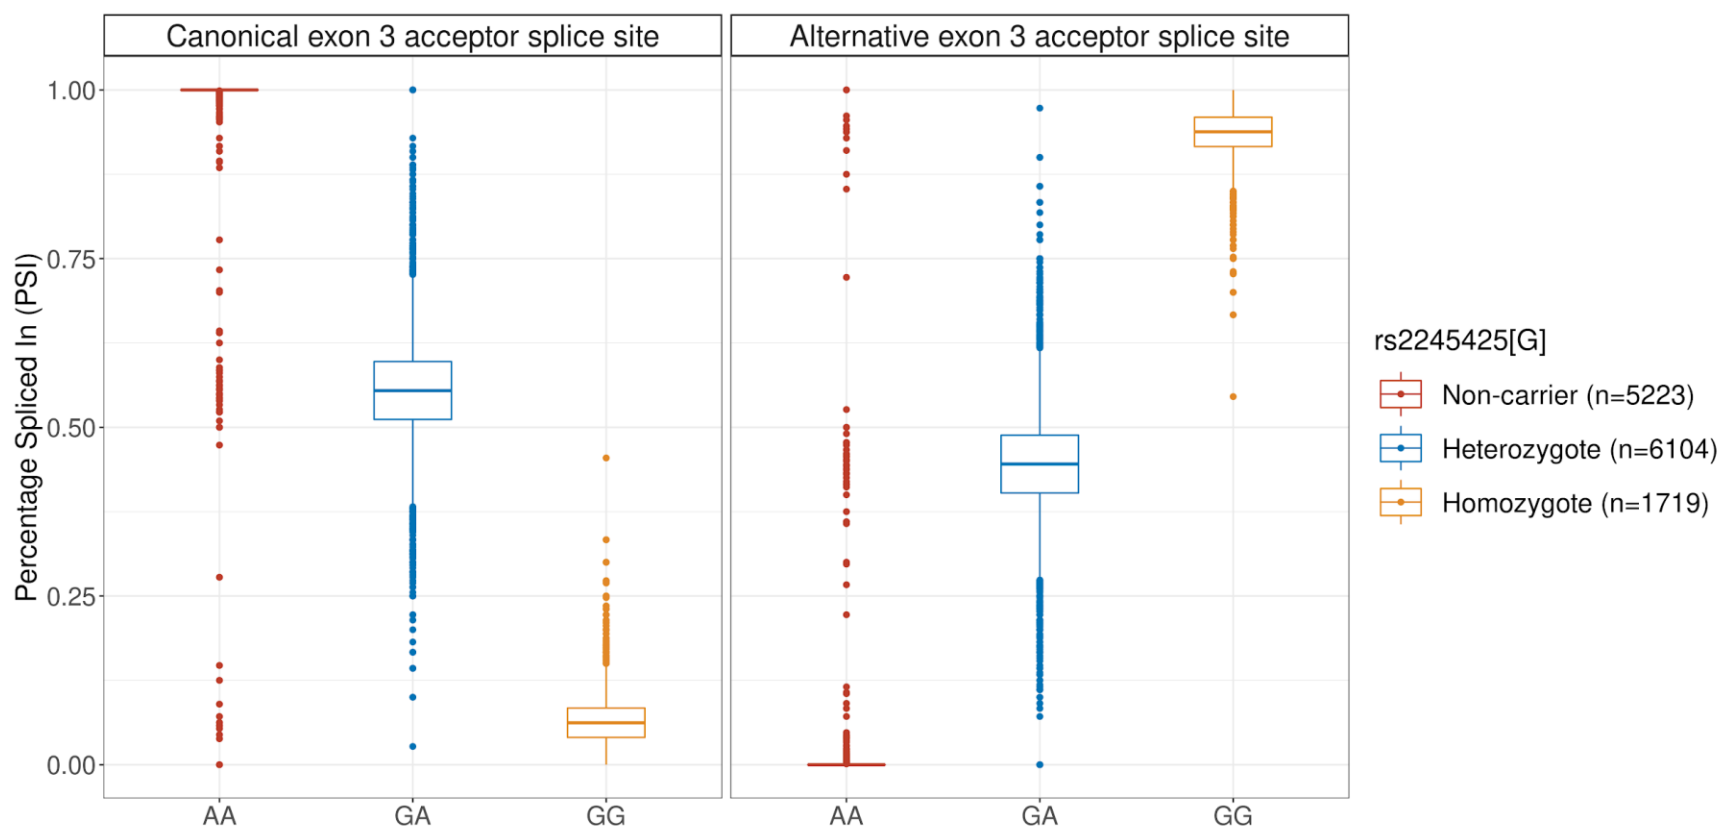 Canonical exon 3 acceptor splice site
Alternative exon 3 acceptor splice site
Percentage Spliced In (PSI)
1.00
0.75
0.50
0.25
0.00
AA
GA
GG
AA
GA
GG
rs2245425[G]
Non-carrier (n=5223)
Heterozygote (n=6104)
Homozygote (n=1719)